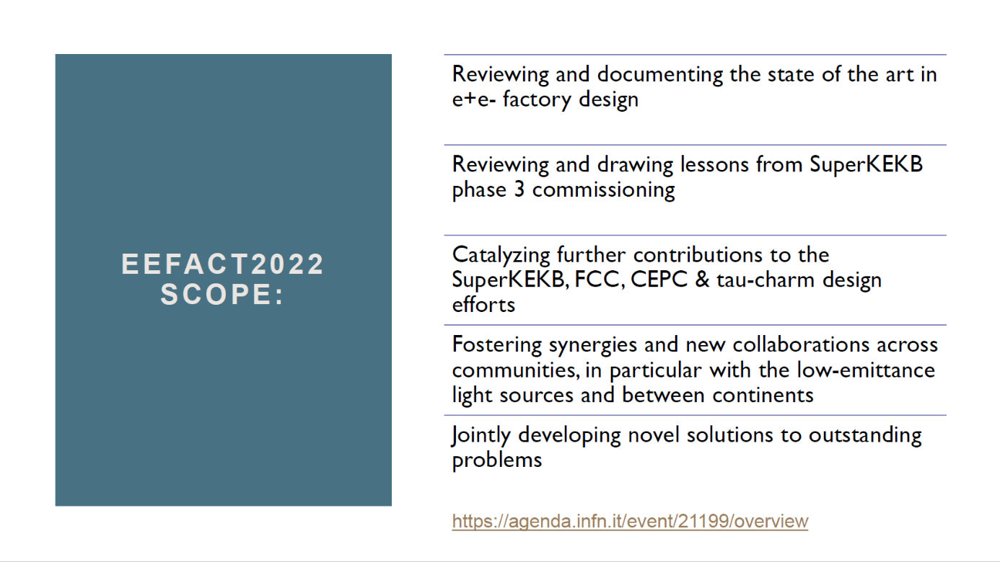 EEFACT2022
SCOPE:
Reviewing and documenting the state of the art in
e+e- factory design
Reviewing and drawing lessons from SuperKEKB
phase 3 commissioning
Catalyzing further contributions to the
SuperKEKB, FCC, CEPC & tau-charm design
efforts
Fostering synergies and new collaborations across
communities, in particular with the low-emittance
light sources and between continents
Jointly developing novel solutions to outstanding
problems
https://agenda.infn.it/event/21199/overview